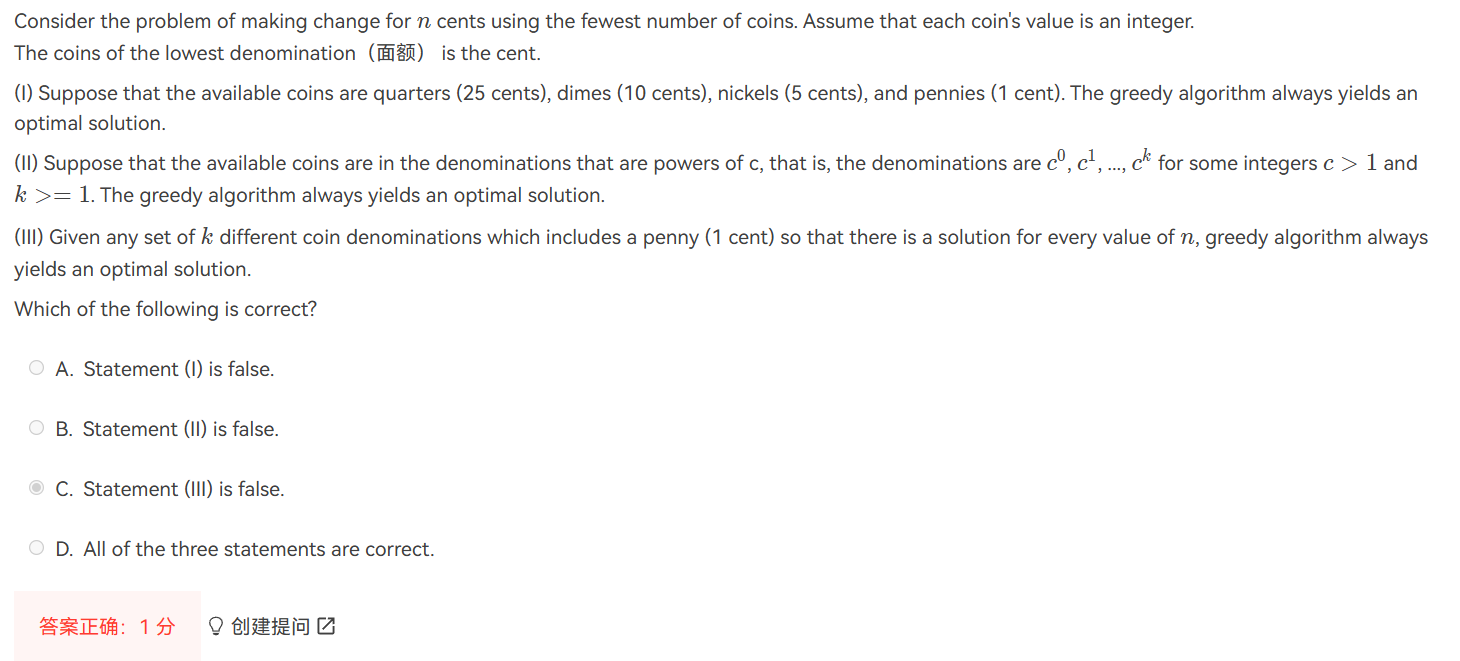 Consider the problem of making change for n cents using the fewest number of coins. Assume that each coin's value is an integer.
The coins of the lowest denomination（面额） is the cent.
(I) Suppose that the available coins are quarters (25 cents), dimes (10 cents), nickels (5 cents), and pennies (1 cent). The greedy algorithm always yields an
optimal solution.
(II) Suppose that the available coins are in the denominations that are powers of c, that is, the denominations are c^0, c^1, ..., c^k for some integers c > 1 and
k >= 1. The greedy algorithm always yields an optimal solution.
(III) Given any set of k different coin denominations which includes a penny (1 cent) so that there is a solution for every value of n, greedy algorithm always
yields an optimal solution.
Which of the following is correct?
A. Statement (I) is false.
B. Statement (II) is false.
C. Statement (III) is false.
D. All of the three statements are correct.
答案正确：1 分 创建提问